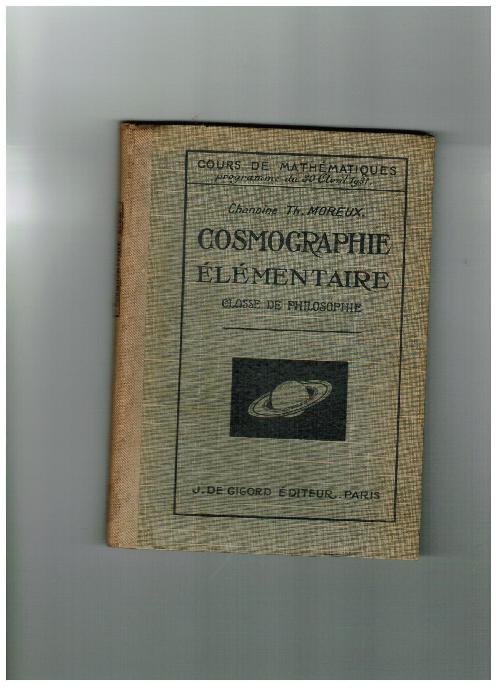 COURS DE MATHÉMATIQUES
programme du 30 Avril 1931.
Chanoine Th. MOREUX.
COSMOGRAPHIE
ÉLÉMENTAIRE
CLASSE DE PHILOSOPHIE
J. DE GIGORD ÉDITEUR. PARIS